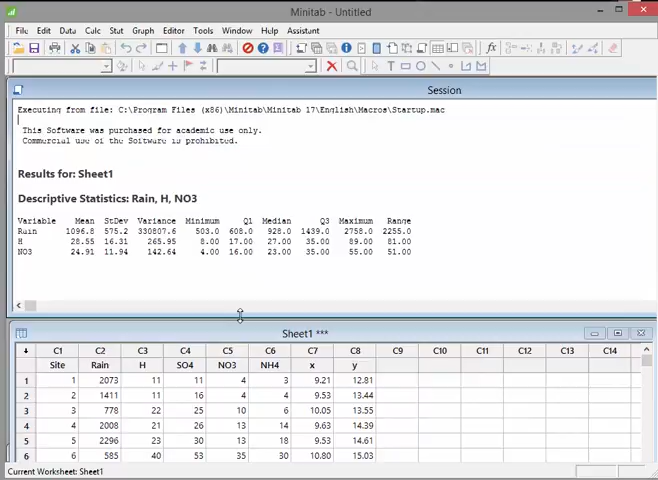 Minitab - Untitled
File Edit Data Calc Stat Graph Editor Tools Window Help Assistant
Session
Executing from file: C:\Program Files (x86)\Minitab\Minitab 17\English\Macros\Startup.mac
This Software was purchased for academic use only.
Commercial use of the Software is prohibited.
Results for: Sheet1
Descriptive Statistics: Rain, H, NO3
Variable Mean StDev Variance Minimum Q1 Median Q3 Maximum Range
Rain 1096.8 575.2 330807.6 503.0 608.0 928.0 1439.0 2758.0 2255.0
H 28.55 16.31 265.95 8.00 17.00 27.00 35.00 89.00 81.00
NO3 24.91 11.94 142.64 4.00 16.00 23.00 35.00 55.00 51.00
Sheet1 ***
C1 C2 C3 C4 C5 C6 C7 C8 C9 C10 C11 C12 C13 C14
Site Rain H SO4 NO3 NH4 x y
1 1 2073 11 11 4 3 9.21 12.81
2 2 1411 11 16 4 4 9.53 13.44
3 3 778 22 25 10 6 10.05 13.55
4 4 2008 21 26 13 14 9.63 14.39
5 5 2296 23 30 13 18 9.53 14.61
6 6 585 40 53 35 30 10.80 15.03
Current Worksheet: Sheet1